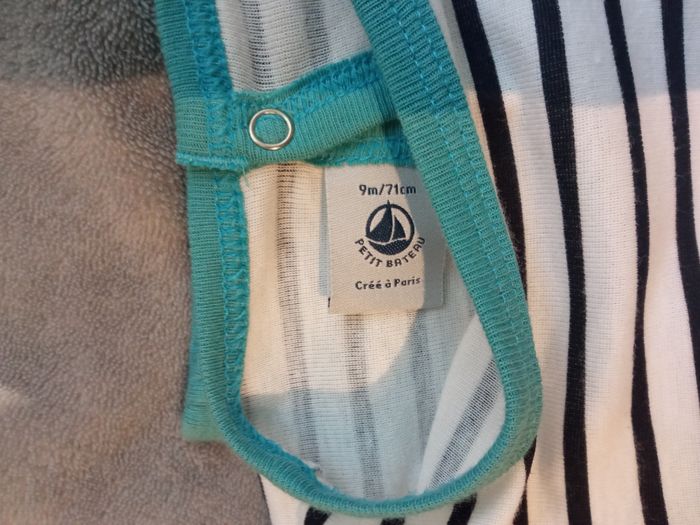 9m/71cm
PETIT BATEAU
Créé à Paris